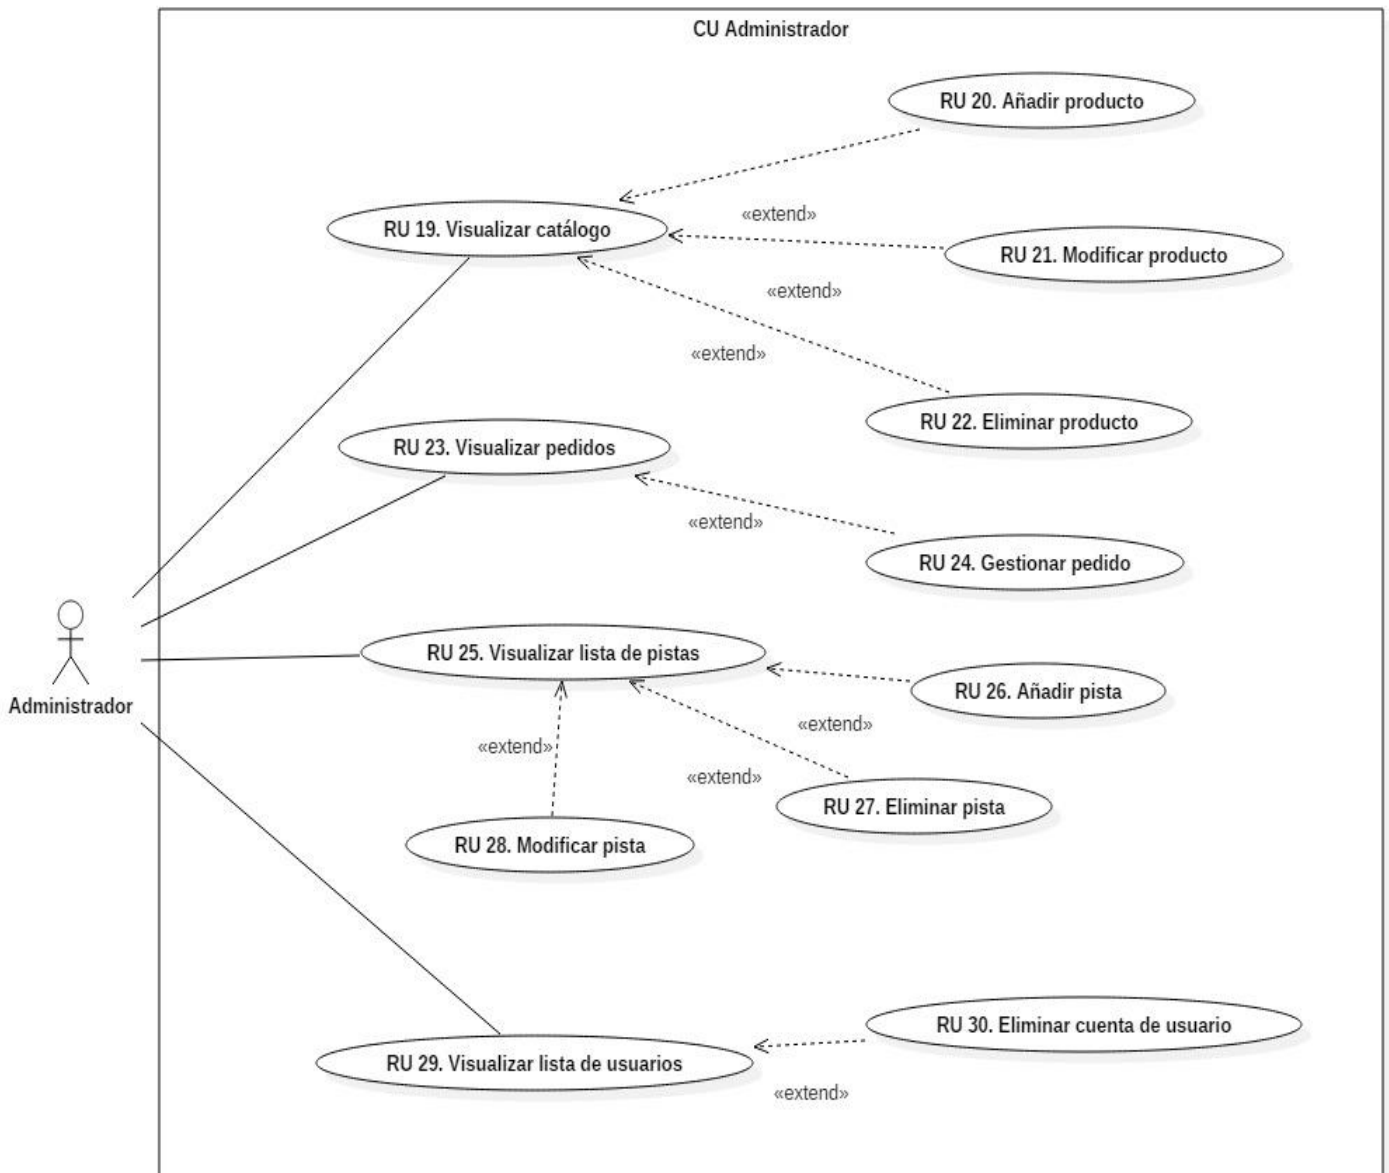 CU Administrador
RU 20. Añadir producto
«extend»
RU 19. Visualizar catálogo
RU 21. Modificar producto
«extend»
«extend»
RU 22. Eliminar producto
RU 23. Visualizar pedidos
«extend»
RU 24. Gestionar pedido
RU 25. Visualizar lista de pistas
RU 26. Añadir pista
Administrador
«extend»
«extend»
«extend»
RU 27. Eliminar pista
RU 28. Modificar pista
RU 30. Eliminar cuenta de usuario
RU 29. Visualizar lista de usuarios
«extend»